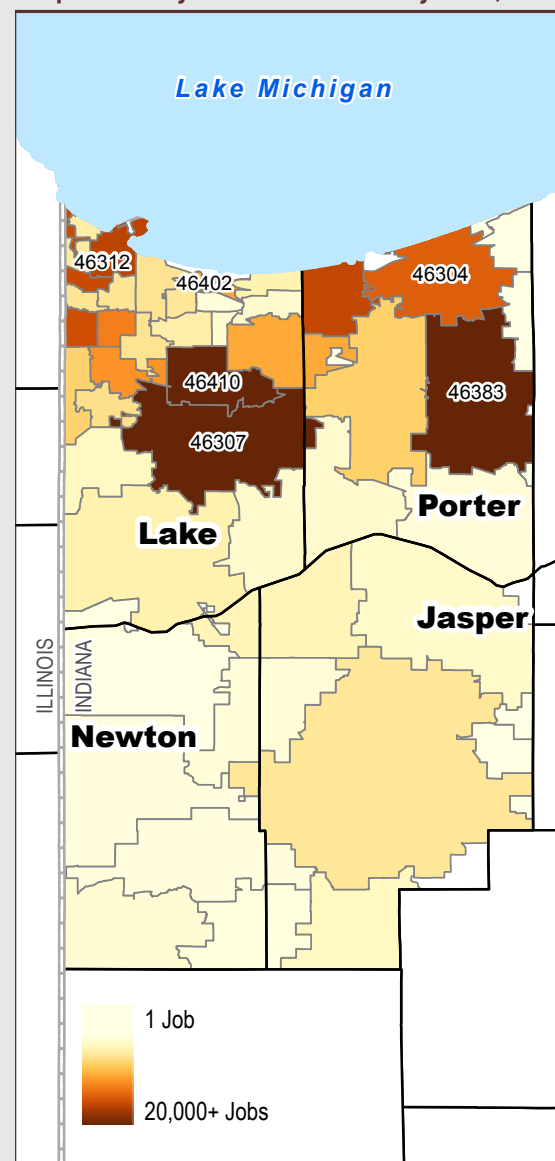 Lake Michigan
46312
46402
46304
46410
46383
46307
Porter
Lake
Jasper
ILLINOIS
INDIANA
Newton
1 Job
20,000+ Jobs